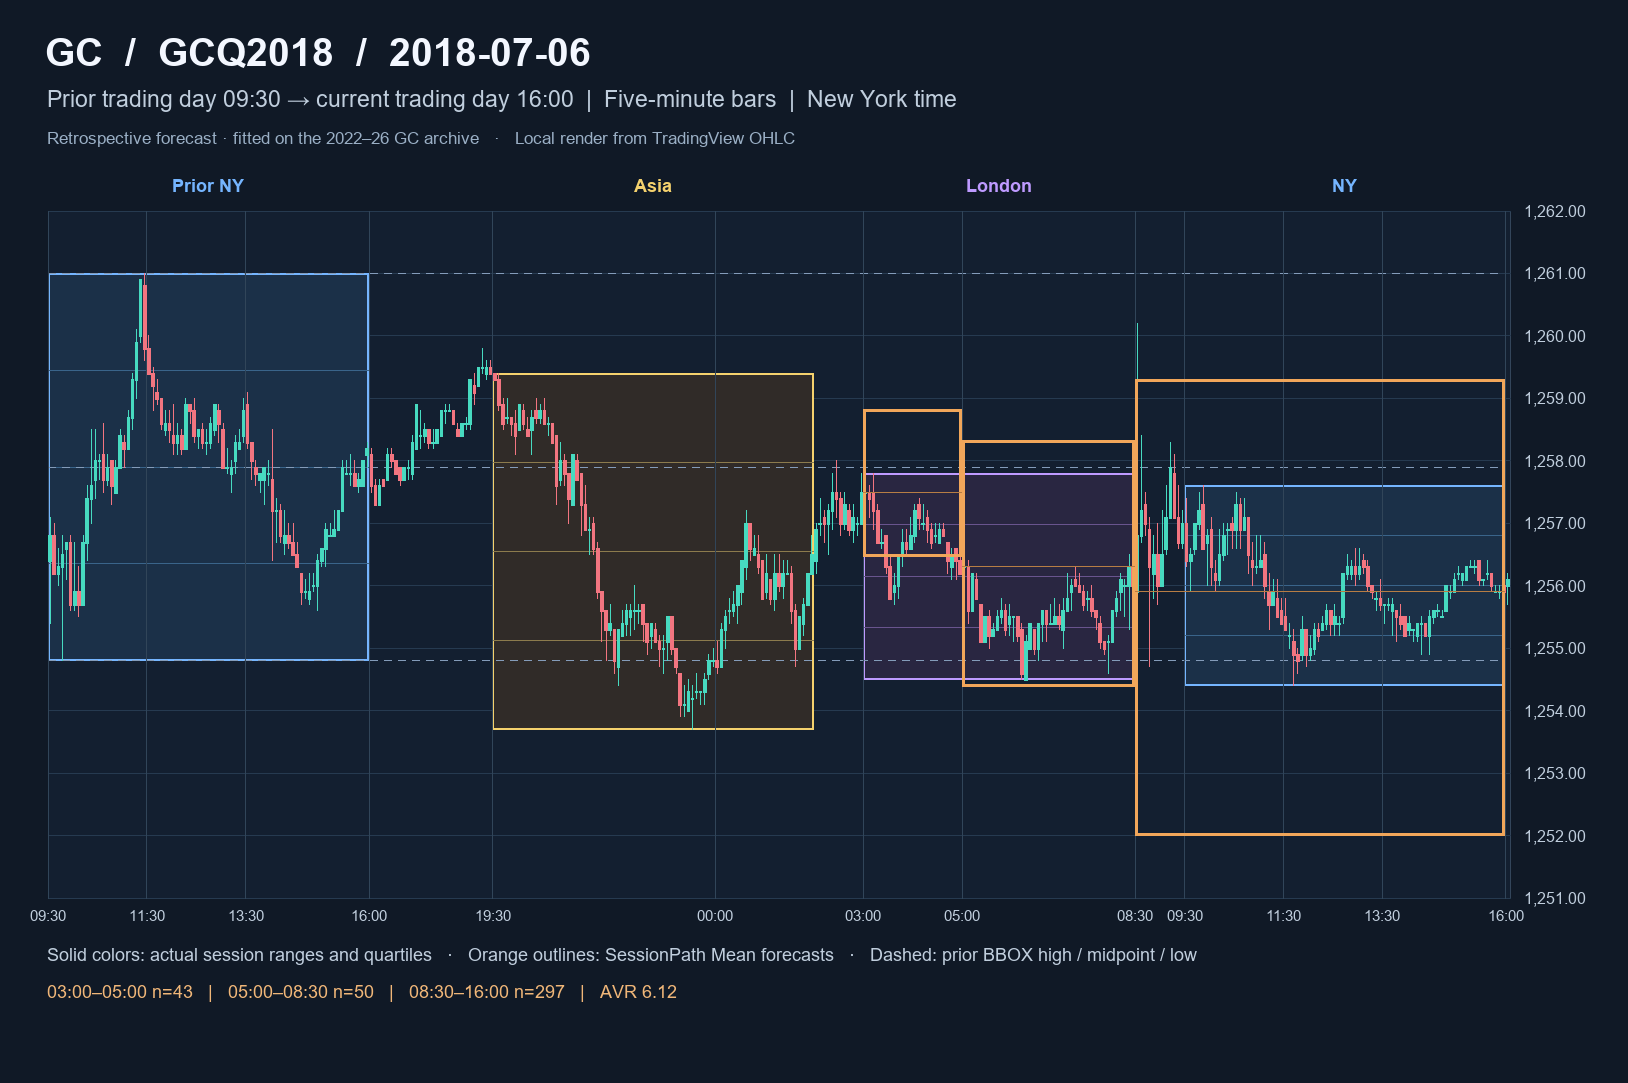 GC / GCQ2018 / 2018-07-06
Prior trading day 09:30 → current trading day 16:00 | Five-minute bars | New York time
Retrospective forecast · fitted on the 2022–26 GC archive · Local render from TradingView OHLC
Prior NY Asia London NY
1,262.00
1,261.00
1,260.00
1,259.00
1,258.00
1,257.00
1,256.00
1,255.00
1,254.00
1,253.00
1,252.00
1,251.00
09:30 11:30 13:30 16:00 19:30 00:00 03:00 05:00 08:30 09:30 11:30 13:30 16:00
Solid colors: actual session ranges and quartiles · Orange outlines: SessionPath Mean forecasts · Dashed: prior BBOX high / midpoint / low
03:00–05:00 n=43 | 05:00–08:30 n=50 | 08:30–16:00 n=297 | AVR 6.12